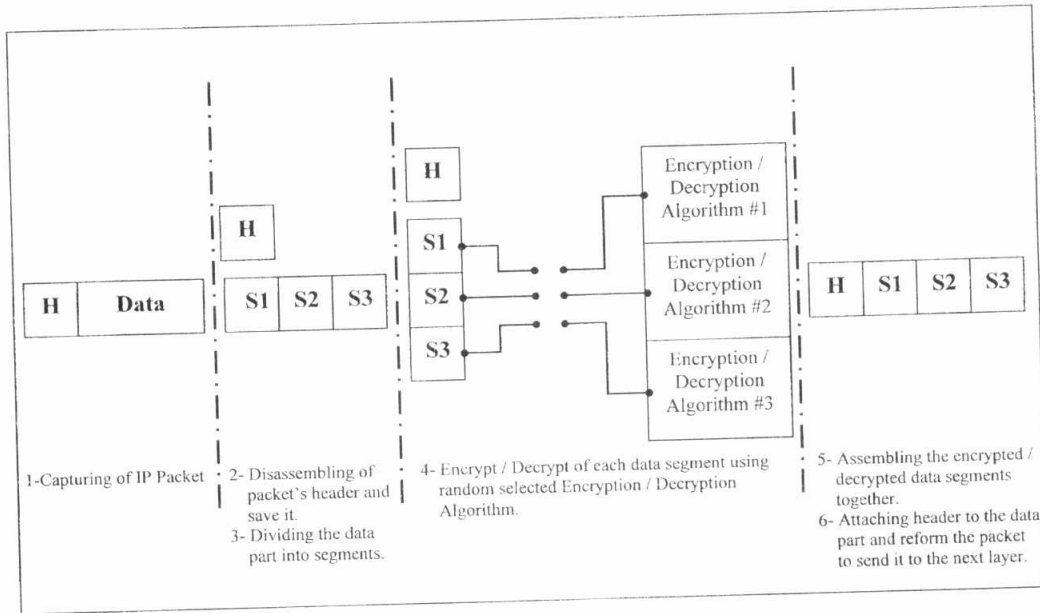 H Data
H
S1 S2 S3
H
S1
S2
S3
Encryption /
Decryption
Algorithm #1
Encryption /
Decryption
Algorithm #2
Encryption /
Decryption
Algorithm #3
H S1 S2 S3
1-Capturing of IP Packet
2- Disassembling of
packet's header and
save it.
3- Dividing the data
part into segments.
4- Encrypt / Decrypt of each data segment using
random selected Encryption / Decryption
Algorithm.
5- Assembling the encrypted /
decrypted data segments
together.
6- Attaching header to the data
part and reform the packet
to send it to the next layer.